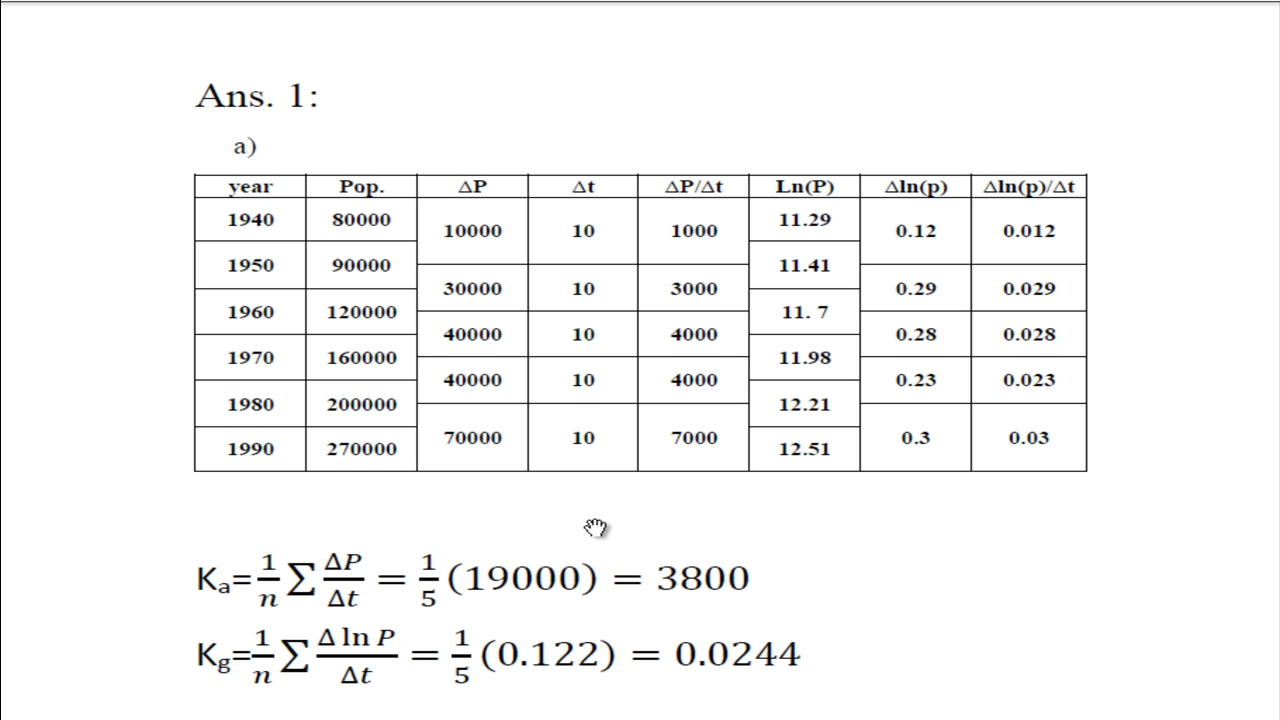 Ans. 1:
a)
year Pop. ΔP Δt ΔP/Δt Ln(P) Δln(p) Δln(p)/Δt
1940 80000 11.29
10000 10 1000 0.12 0.012
1950 90000 11.41
30000 10 3000 0.29 0.029
1960 120000 11. 7
40000 10 4000 0.28 0.028
1970 160000 11.98
40000 10 4000 0.23 0.023
1980 200000 12.21
70000 10 7000 0.3 0.03
1990 270000 12.51
Ka=1/n ∑ ΔP/Δt = 1/5 (19000) = 3800
Kg=1/n ∑ Δ ln P/Δt = 1/5 (0.122) = 0.0244